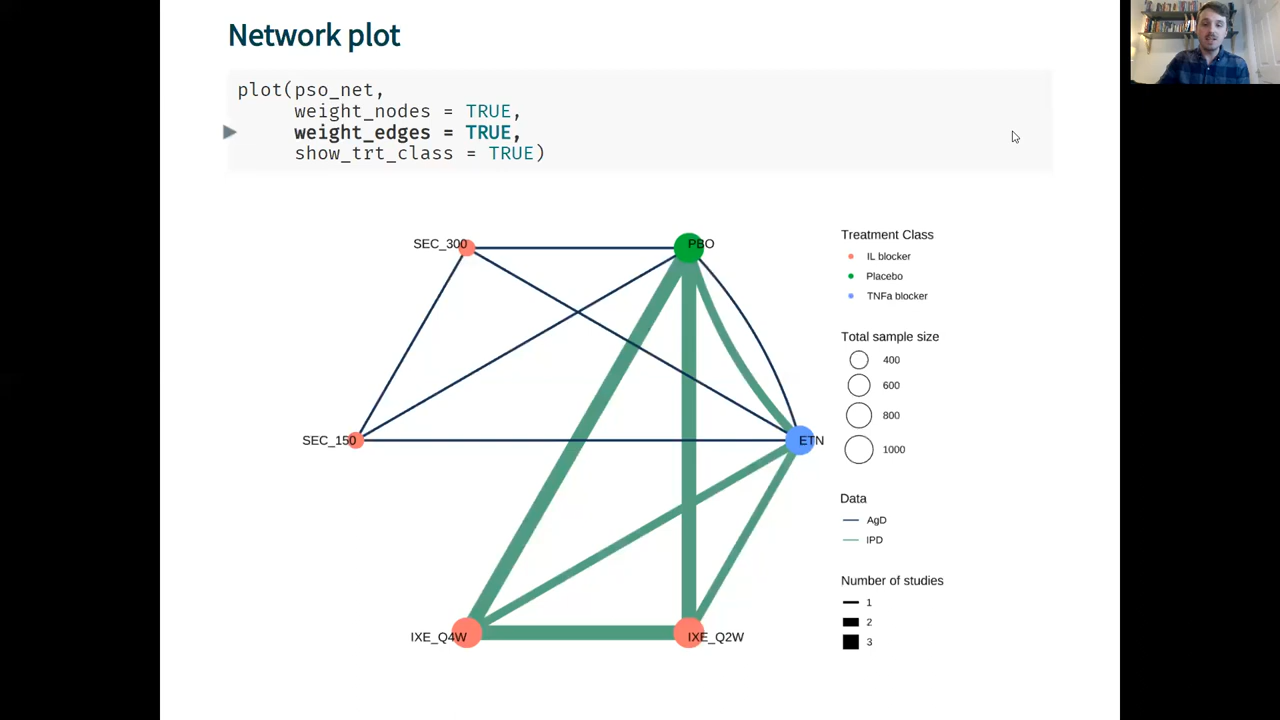 Network plot
plot(pso_net,
weight_nodes = TRUE,
weight_edges = TRUE,
show_trt_class = TRUE)
SEC_300
PBO
SEC_150
ETN
IXE_Q4W
IXE_Q2W
Treatment Class
IL blocker
Placebo
TNFa blocker
Total sample size
400
600
800
1000
Data
AgD
IPD
Number of studies
1
2
3